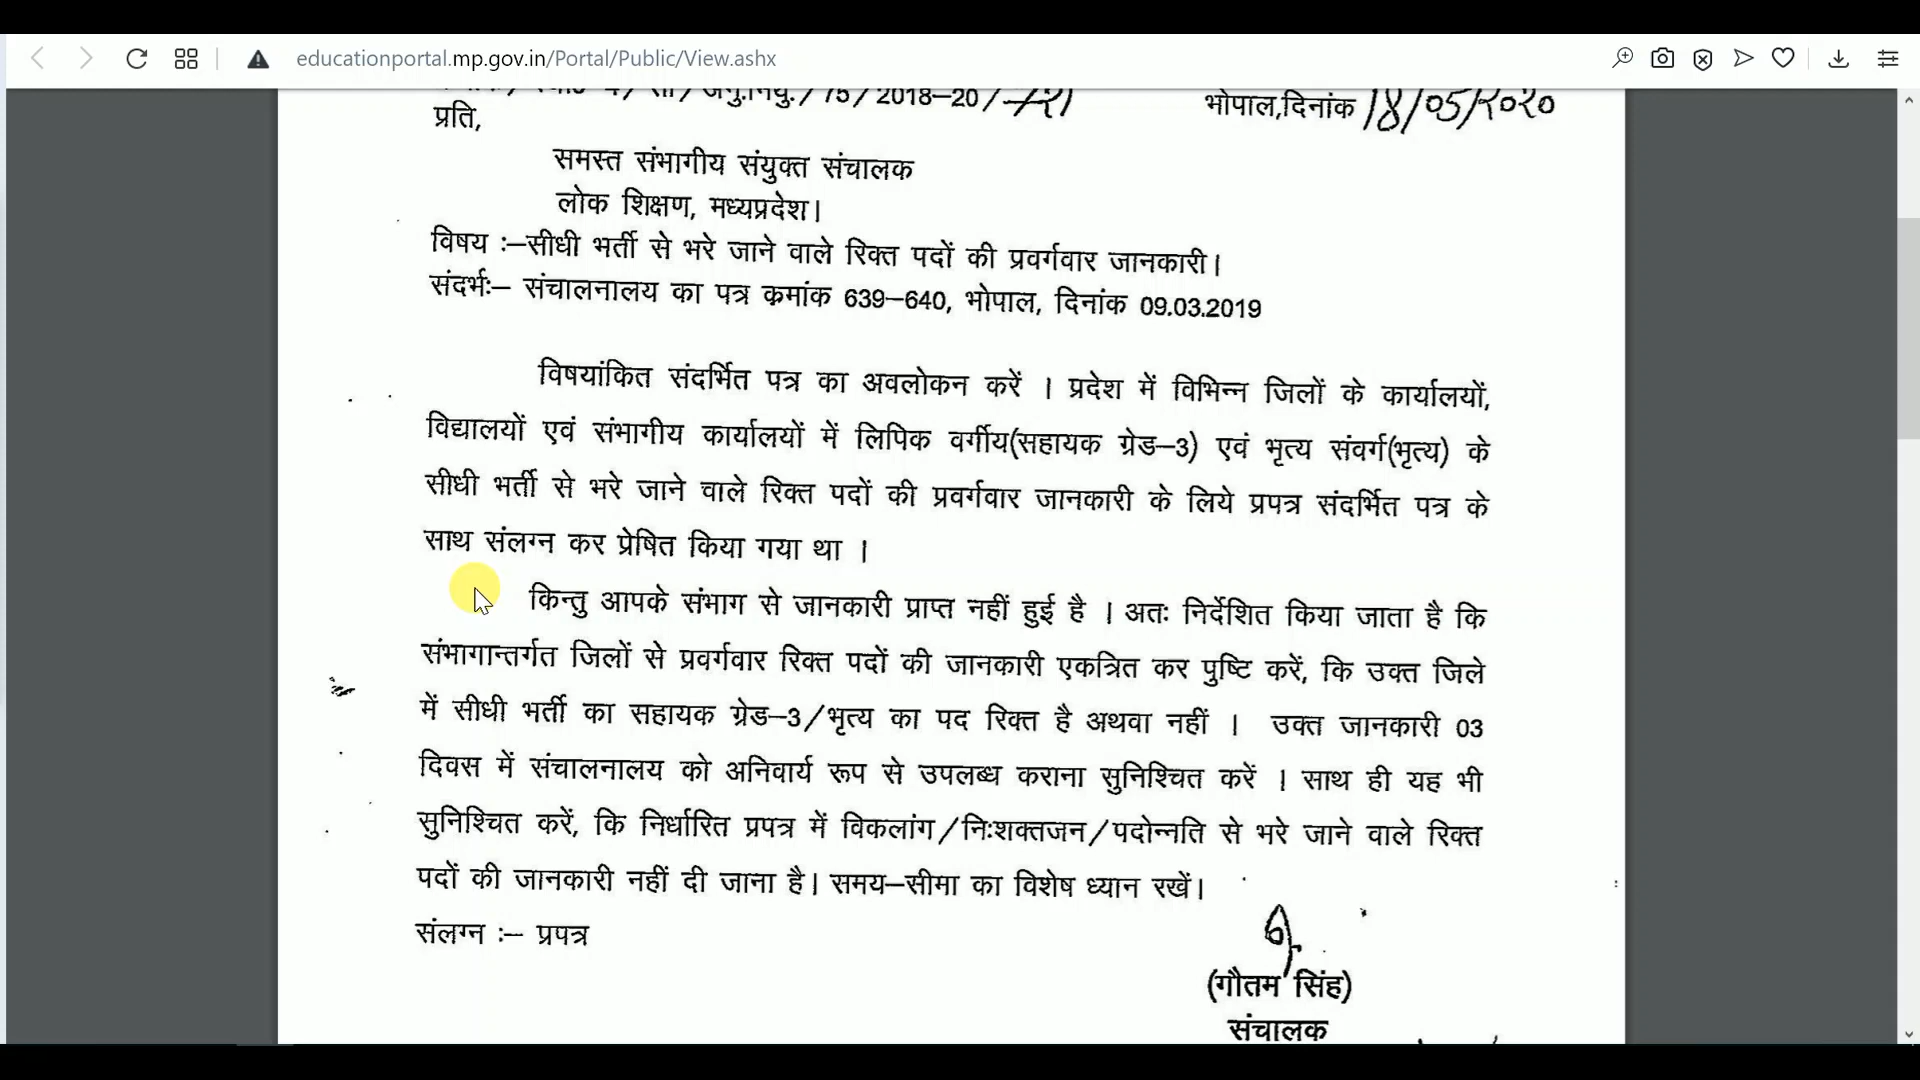 educationportal.mp.gov.in/Portal/Public/View.ashx
अनु.नियु./75/2018–20/
भोपाल,दिनांक 18/05/2020
प्रति,
समस्त संभागीय संयुक्त संचालक
लोक शिक्षण, मध्यप्रदेश।
विषय :–सीधी भर्ती से भरे जाने वाले रिक्त पदों की प्रवर्गवार जानकारी।
संदर्भः– संचालनालय का पत्र क्रमांक 639–640, भोपाल, दिनांक 09.03.2019
विषयांकित संदर्भित पत्र का अवलोकन करें । प्रदेश में विभिन्न जिलों के कार्यालयों,
विद्यालयों एवं संभागीय कार्यालयों में लिपिक वर्गीय(सहायक ग्रेड–3) एवं भृत्य संवर्ग(भृत्य) के
सीधी भर्ती से भरे जाने वाले रिक्त पदों की प्रवर्गवार जानकारी के लिये प्रपत्र संदर्भित पत्र के
साथ संलग्न कर प्रेषित किया गया था ।
किन्तु आपके संभाग से जानकारी प्राप्त नहीं हुई है । अतः निर्देशित किया जाता है कि
संभागान्तर्गत जिलों से प्रवर्गवार रिक्त पदों की जानकारी एकत्रित कर पुष्टि करें, कि उक्त जिले
में सीधी भर्ती का सहायक ग्रेड–3/भृत्य का पद रिक्त है अथवा नहीं । उक्त जानकारी 03
दिवस में संचालनालय को अनिवार्य रूप से उपलब्ध कराना सुनिश्चित करें । साथ ही यह भी
सुनिश्चित करें, कि निर्धारित प्रपत्र में विकलांग/निःशक्तजन/पदोन्नति से भरे जाने वाले रिक्त
पदों की जानकारी नहीं दी जाना है। समय–सीमा का विशेष ध्यान रखें।
संलग्न :– प्रपत्र
(गौतम सिंह)
संचालक